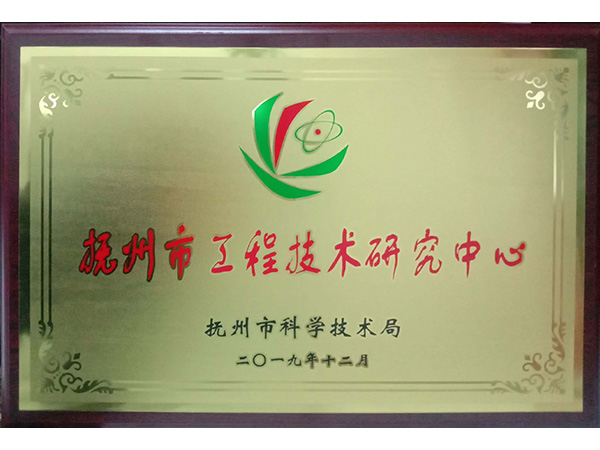 抚州市工程技术研究中心
抚州市科学技术局
二〇一九年十二月